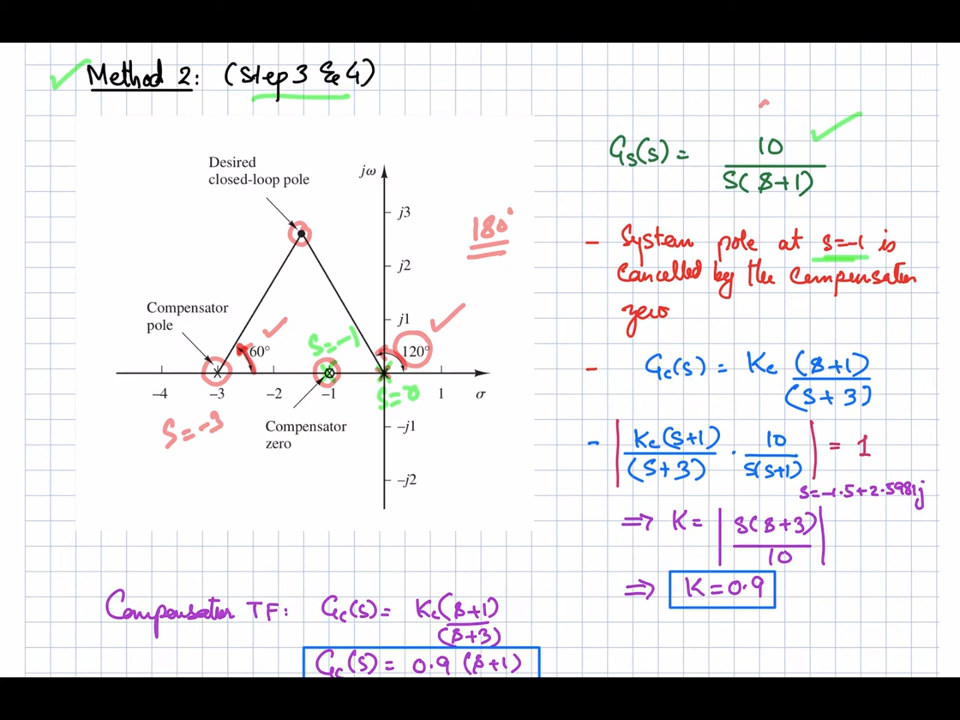 Method 2: (Step 3 & 4)
Desired
closed-loop pole
jω
j3
j2
j1
-j1
-j2
Compensator
pole
60°
120°
180°
S=-1
S=0
S=-3
-4 -3 -2 -1 1 σ
Compensator
zero
Gs(s) = 10 / S(S+1)
- System pole at s=-1 is
cancelled by the compensator
zero
- Gc(s) = Kc (S+1) / (S+3)
- | Kc(S+1) / (S+3) · 10 / S(S+1) | = 1
S=-1.5+2.5981j
⇒ K = | S(S+3) / 10 |
⇒ K=0.9
Compensator TF: Gc(s) = Kc(S+1) / (S+3)
Gc(s) = 0.9 (S+1)